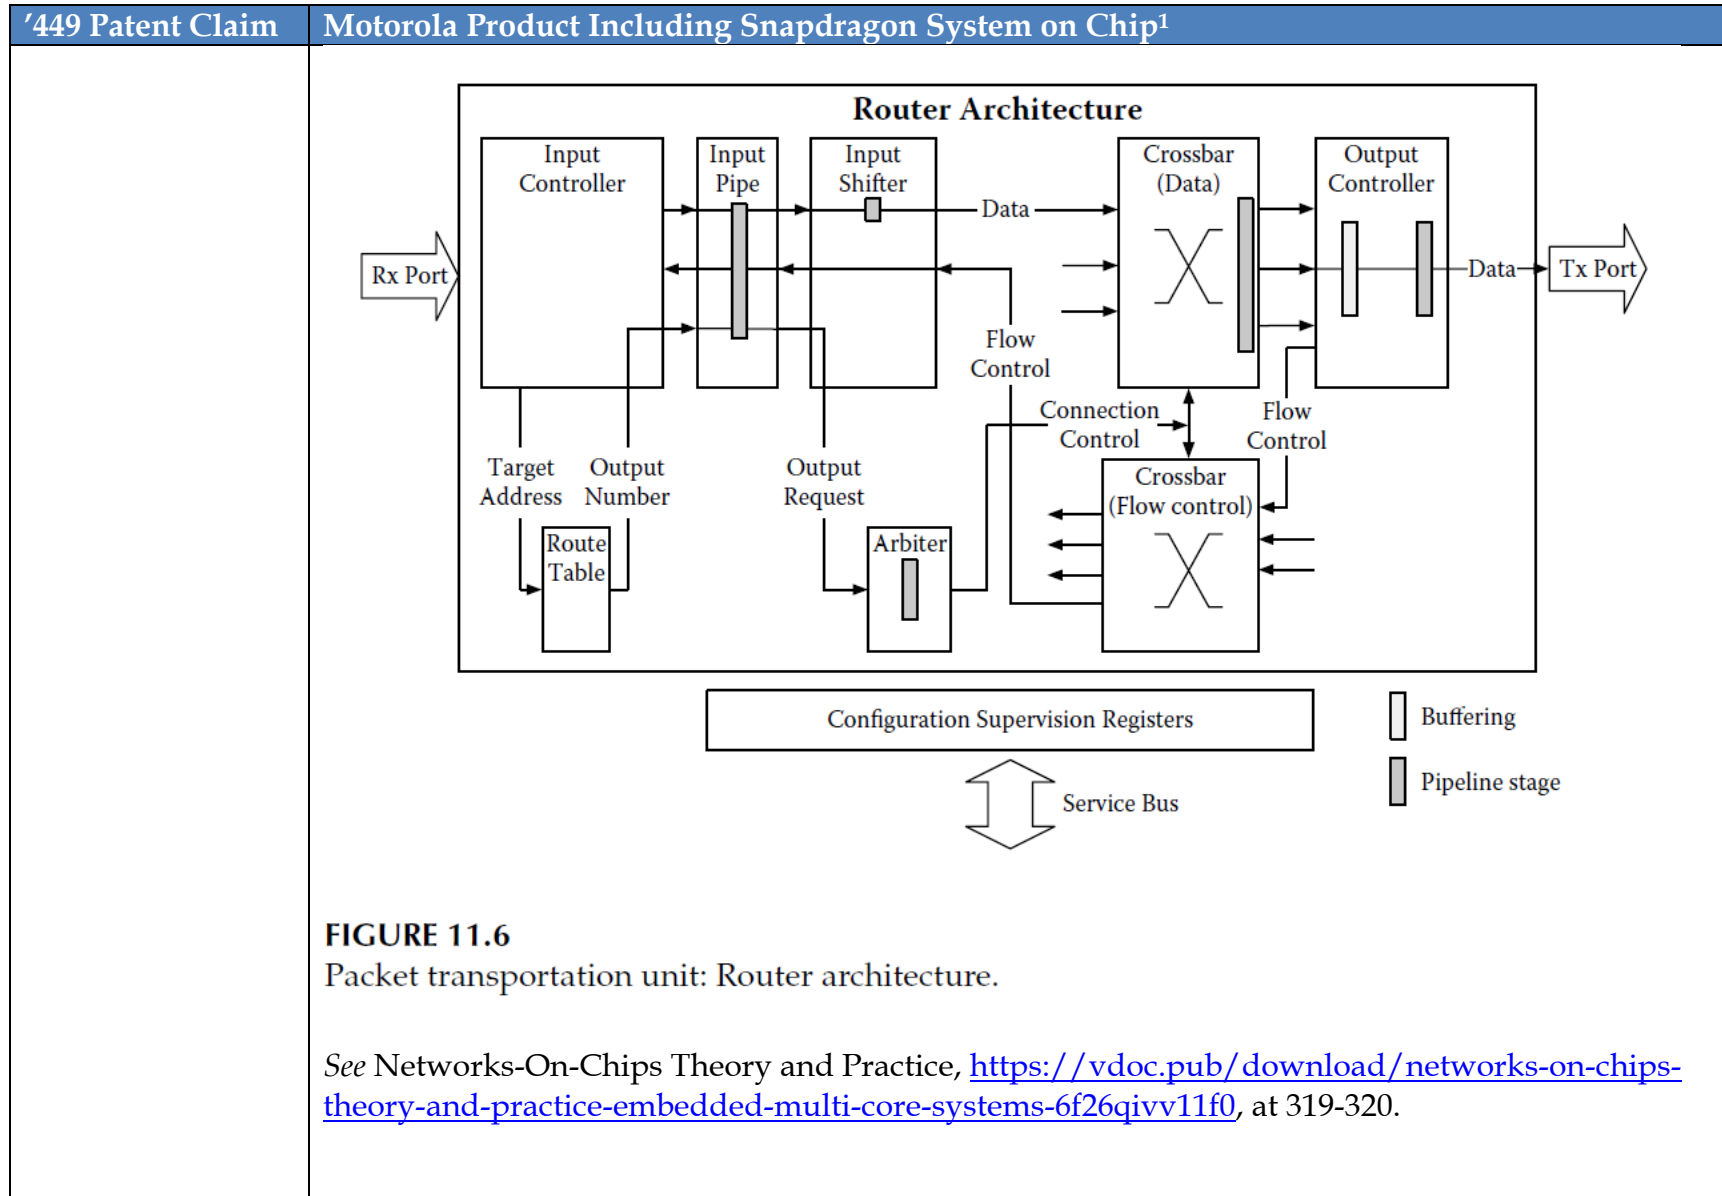 ’449 Patent Claim
Motorola Product Including Snapdragon System on Chip¹
Router Architecture
Input
Controller
Input
Pipe
Input
Shifter
Crossbar
(Data)
Output
Controller
Data
Rx Port
Data
Tx Port
Flow
Control
Connection
Control
Flow
Control
Target
Address
Output
Number
Output
Request
Crossbar
(Flow control)
Route
Table
Arbiter
Configuration Supervision Registers
Buffering
Pipeline stage
Service Bus
FIGURE 11.6
Packet transportation unit: Router architecture.
See Networks-On-Chips Theory and Practice, https://vdoc.pub/download/networks-on-chips-
theory-and-practice-embedded-multi-core-systems-6f26qivv11f0, at 319-320.